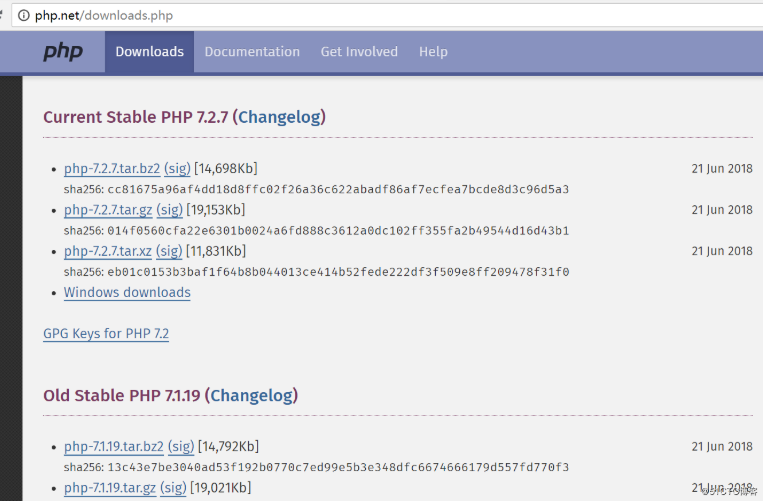 php.net/downloads.php
php Downloads Documentation Get Involved Help
Current Stable PHP 7.2.7 (Changelog)
• php-7.2.7.tar.bz2 (sig) [14,698Kb] 21 Jun 2018
sha256: cc81675a96af4dd18d8ffc02f26a36c622abadf86af7ecfea7bcde8d3c96d5a3
• php-7.2.7.tar.gz (sig) [19,153Kb] 21 Jun 2018
sha256: 014f0560cfa22e6301b0024a6fd888c3612a0dc102ff355fa2b49544d16d43b1
• php-7.2.7.tar.xz (sig) [11,831Kb] 21 Jun 2018
sha256: eb01c0153b3baf1f64b8b044013ce414b52fede222df3f509e8ff209478f31f0
• Windows downloads
GPG Keys for PHP 7.2
Old Stable PHP 7.1.19 (Changelog)
• php-7.1.19.tar.bz2 (sig) [14,792Kb] 21 Jun 2018
sha256: 13c43e7be3040ad53f192b0770c7ed99e5b3e348dfc6674666179d557fd770f3
• php-7.1.19.tar.gz (sig) [19,021Kb] 21 Jun 2018
@51CTO博客